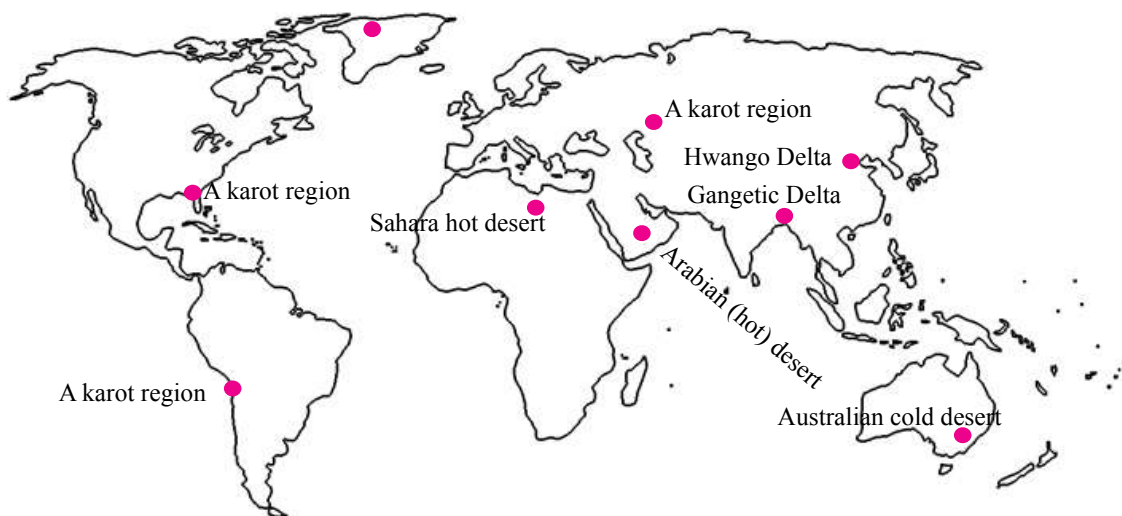 A karot region
Hwango Delta
A karot region
Gangetic Delta
Sahara hot desert
Arabian (hot) desert
A karot region
Australian cold desert